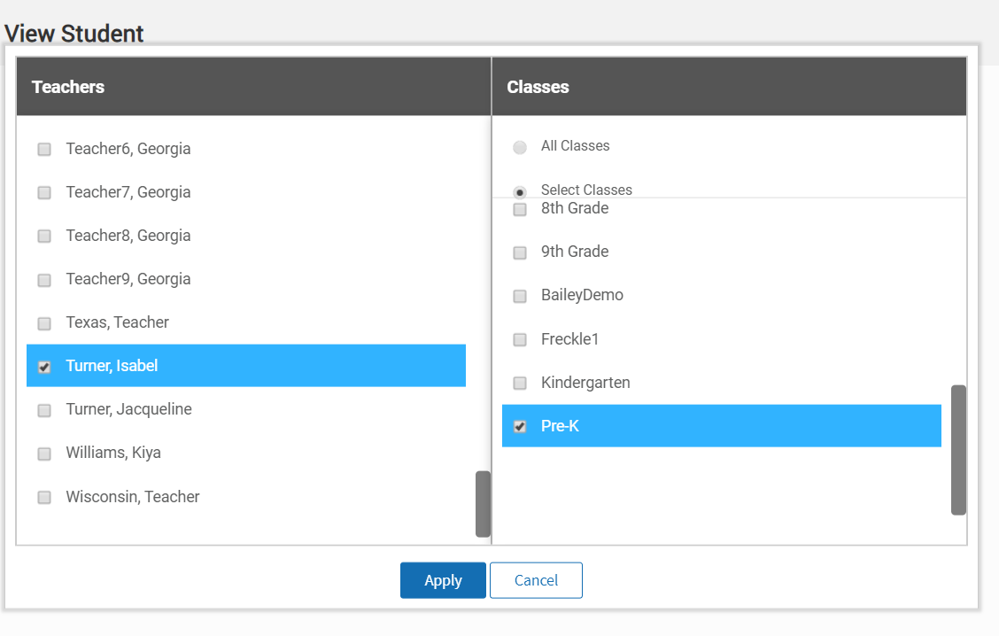 View Student
Teachers
Classes
Teacher6, Georgia
Teacher7, Georgia
Teacher8, Georgia
Teacher9, Georgia
Texas, Teacher
Turner, Isabel
Turner, Jacqueline
Williams, Kiya
Wisconsin, Teacher
All Classes
Select Classes
8th Grade
9th Grade
BaileyDemo
Freckle1
Kindergarten
Pre-K
Apply
Cancel